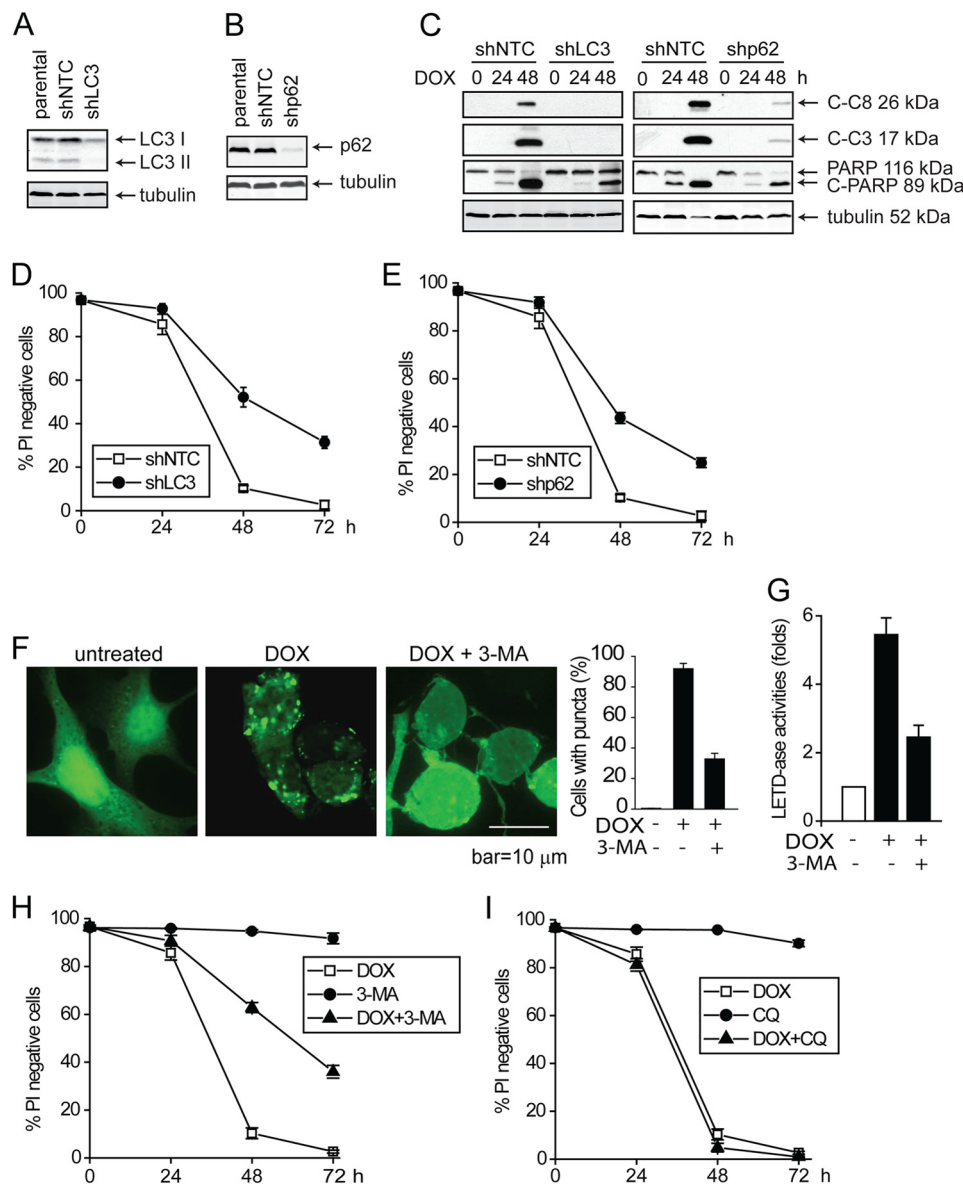 A
parental
shNTC
shLC3
LC3 I
LC3 II
tubulin
B
parental
shNTC
shp62
p62
tubulin
C
shNTC shLC3 shNTC shp62
DOX 0 24 48 0 24 48 0 24 48 0 24 48 h
C-C8 26 kDa
C-C3 17 kDa
PARP 116 kDa
C-PARP 89 kDa
tubulin 52 kDa
D
% PI negative cells
100
80
60
40
20
0
shNTC
shLC3
0 24 48 72 h
E
% PI negative cells
100
80
60
40
20
0
shNTC
shp62
0 24 48 72 h
F
untreated DOX DOX + 3-MA
bar=10 μm
Cells with puncta (%)
100
80
60
40
20
0
DOX - + +
3-MA - - +
G
LETD-ase activities (folds)
6
4
2
0
DOX - + +
3-MA - - +
H
% PI negative cells
100
80
60
40
20
0
DOX
3-MA
DOX+3-MA
0 24 48 72 h
I
% PI negative cells
100
80
60
40
20
0
DOX
CQ
DOX+CQ
0 24 48 72 h